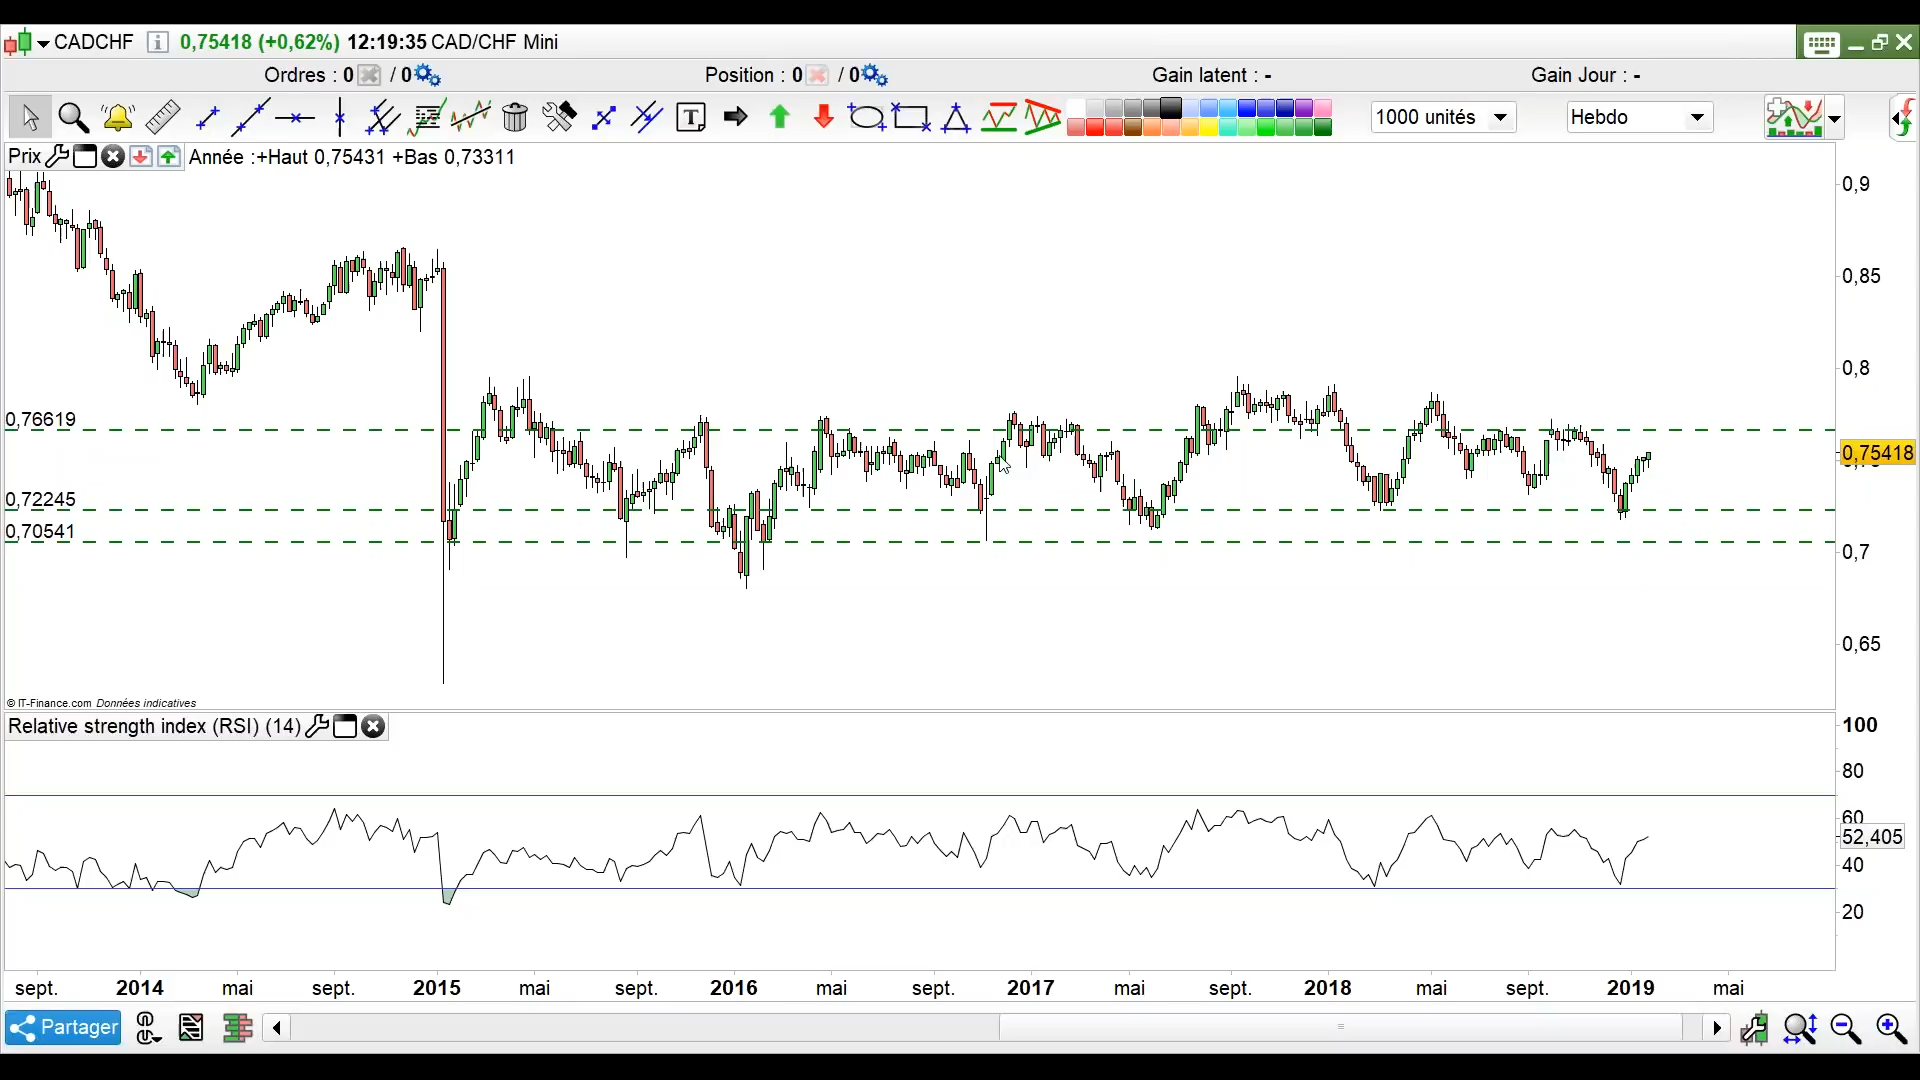 CADCHF 0,75418 (+0,62%) 12:19:35 CAD/CHF Mini
Ordres : 0 / 0 Position : 0 / 0 Gain latent : - Gain Jour : -
T 1000 unités Hebdo
Prix Année :+Haut 0,75431 +Bas 0,73311
0,9
0,85
0,8
0,76619
0,75418
0,72245
0,70541
0,7
0,65
© IT-Finance.com Données indicatives
Relative strength index (RSI) (14)
100
80
60
52,405
40
20
sept. 2014 mai sept. 2015 mai sept. 2016 mai sept. 2017 mai sept. 2018 mai sept. 2019 mai
Partager